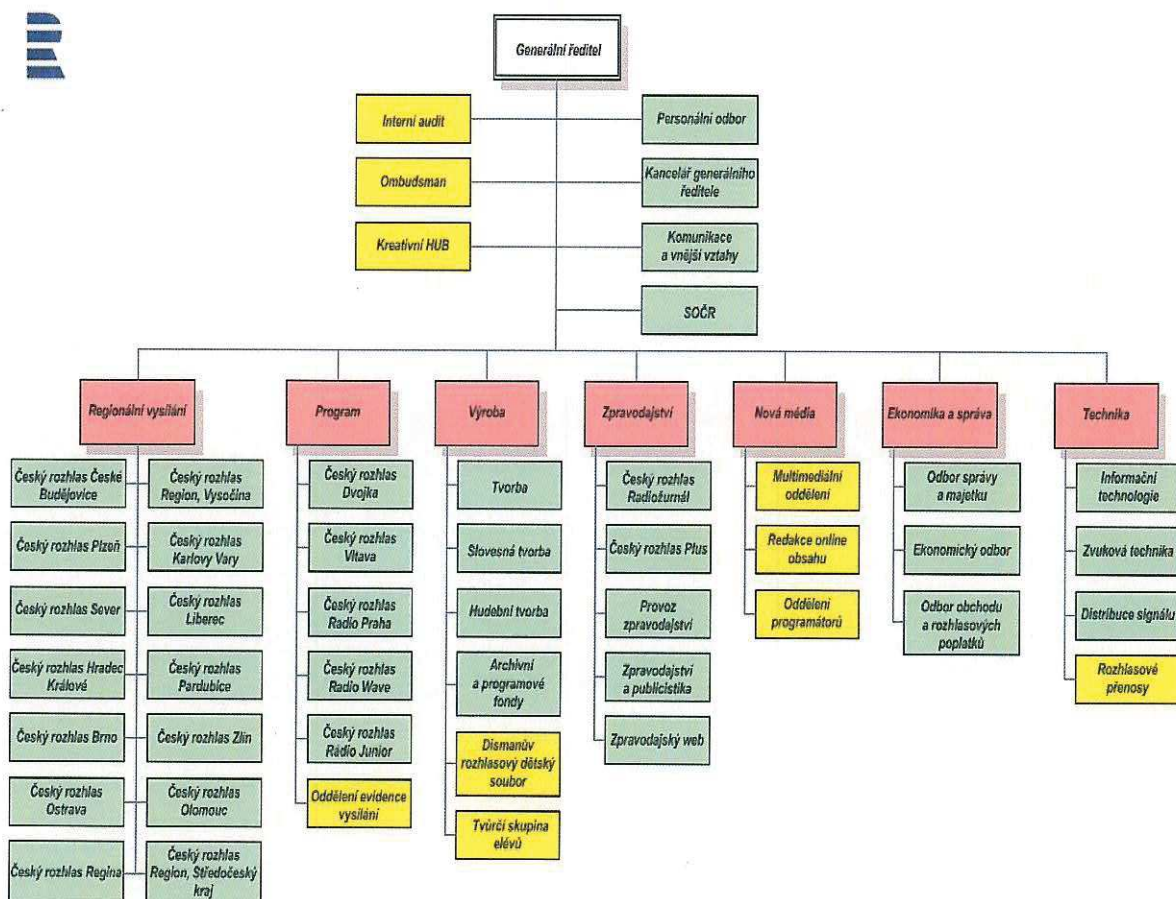 Generální ředitel
Interní audit
Personální odbor
Ombudsman
Kancelář generálního
ředitele
Kreativní HUB
Komunikace
a vnější vztahy
SOČR
Regionální vysílání
Program
Výroba
Zpravodajství
Nová média
Ekonomika a správa
Technika
Český rozhlas České
Budějovice
Český rozhlas
Region, Vysočina
Český rozhlas Plzeň
Český rozhlas
Karlovy Vary
Český rozhlas Sever
Český rozhlas
Liberec
Český rozhlas Hradec
Králové
Český rozhlas
Pardubice
Český rozhlas Brno
Český rozhlas Zlín
Český rozhlas
Ostrava
Český rozhlas
Olomouc
Český rozhlas Regina
Český rozhlas
Region, Středočeský
kraj
Český rozhlas
Dvojka
Český rozhlas
Vltava
Český rozhlas
Radio Praha
Český rozhlas
Radio Wave
Český rozhlas
Rádio Junior
Oddělení evidence
vysílání
Tvorba
Slovesná tvorba
Hudební tvorba
Archivní
a programové
fondy
Dismanův
rozhlasový dětský
soubor
Tvůrčí skupina
elévů
Český rozhlas
Radiožurnál
Český rozhlas Plus
Provoz
zpravodajství
Zpravodajství
a publicistika
Zpravodajský web
Multimediální
oddělení
Redakce online
obsahu
Oddělení
programátorů
Odbor správy
a majetku
Ekonomický odbor
Odbor obchodu
a rozhlasových
poplatků
Informační
technologie
Zvuková technika
Distribuce signálu
Rozhlasové
přenosy